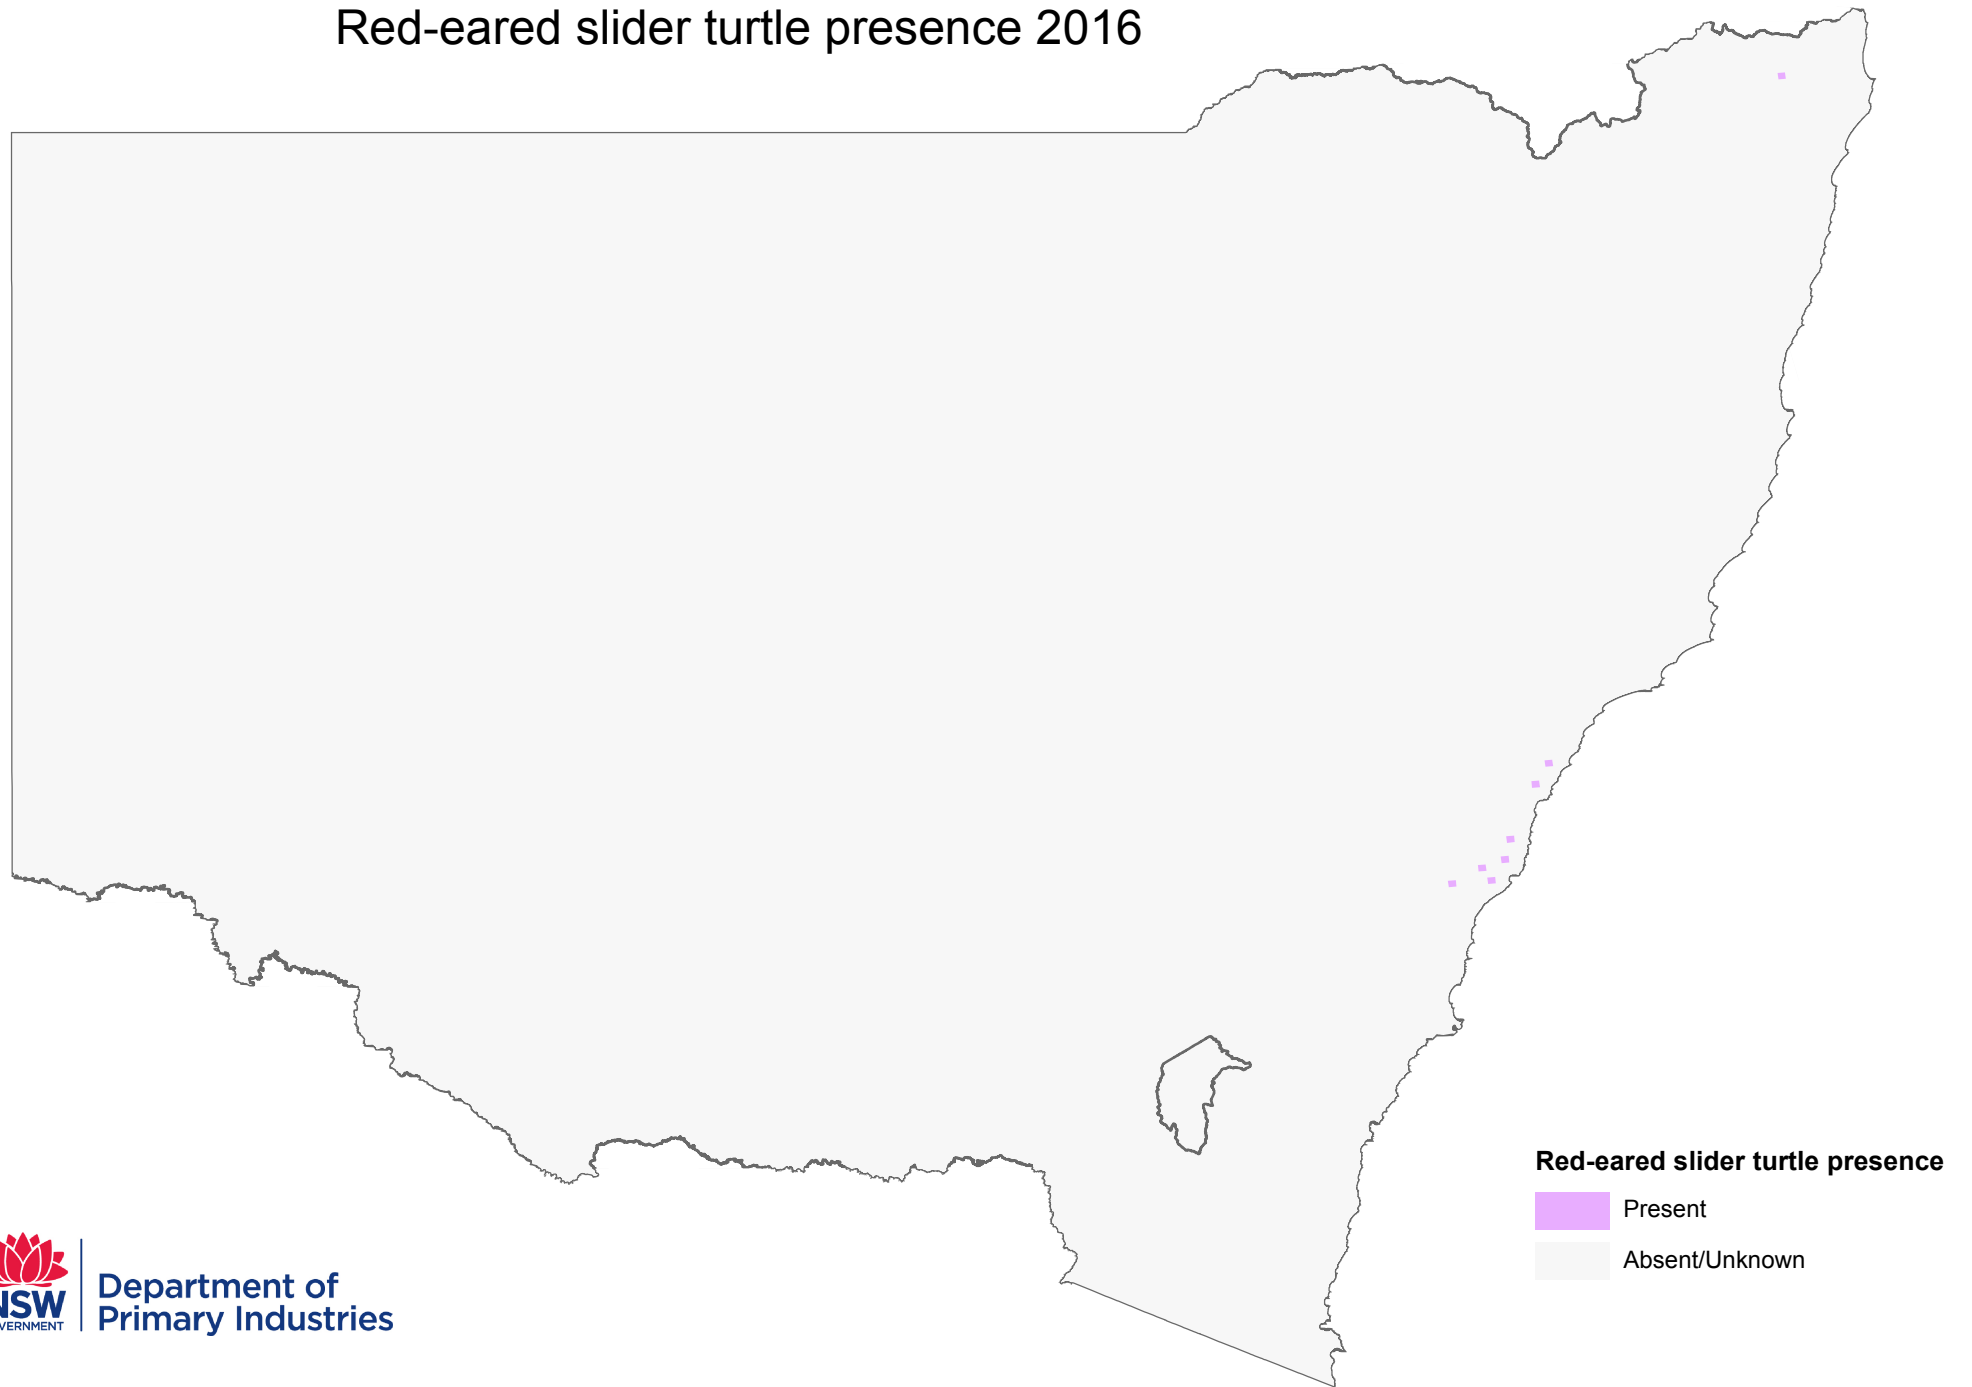 Red-eared slider turtle presence 2016
Red-eared slider turtle presence
Present
Absent/Unknown
NSW
Department of
Primary Industries